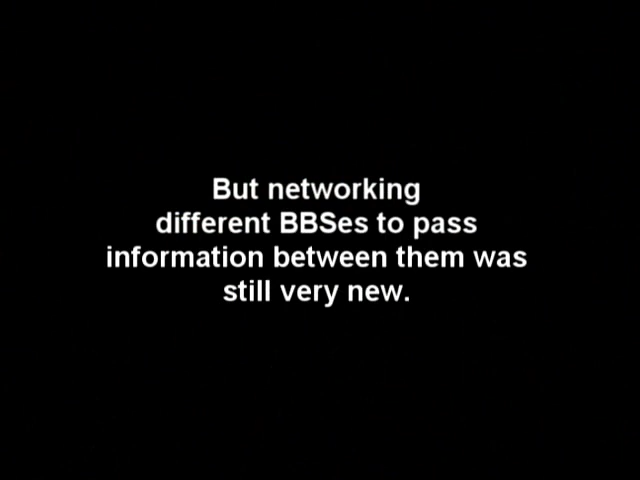 But networking
different BBSes to pass
information between them was
still very new.